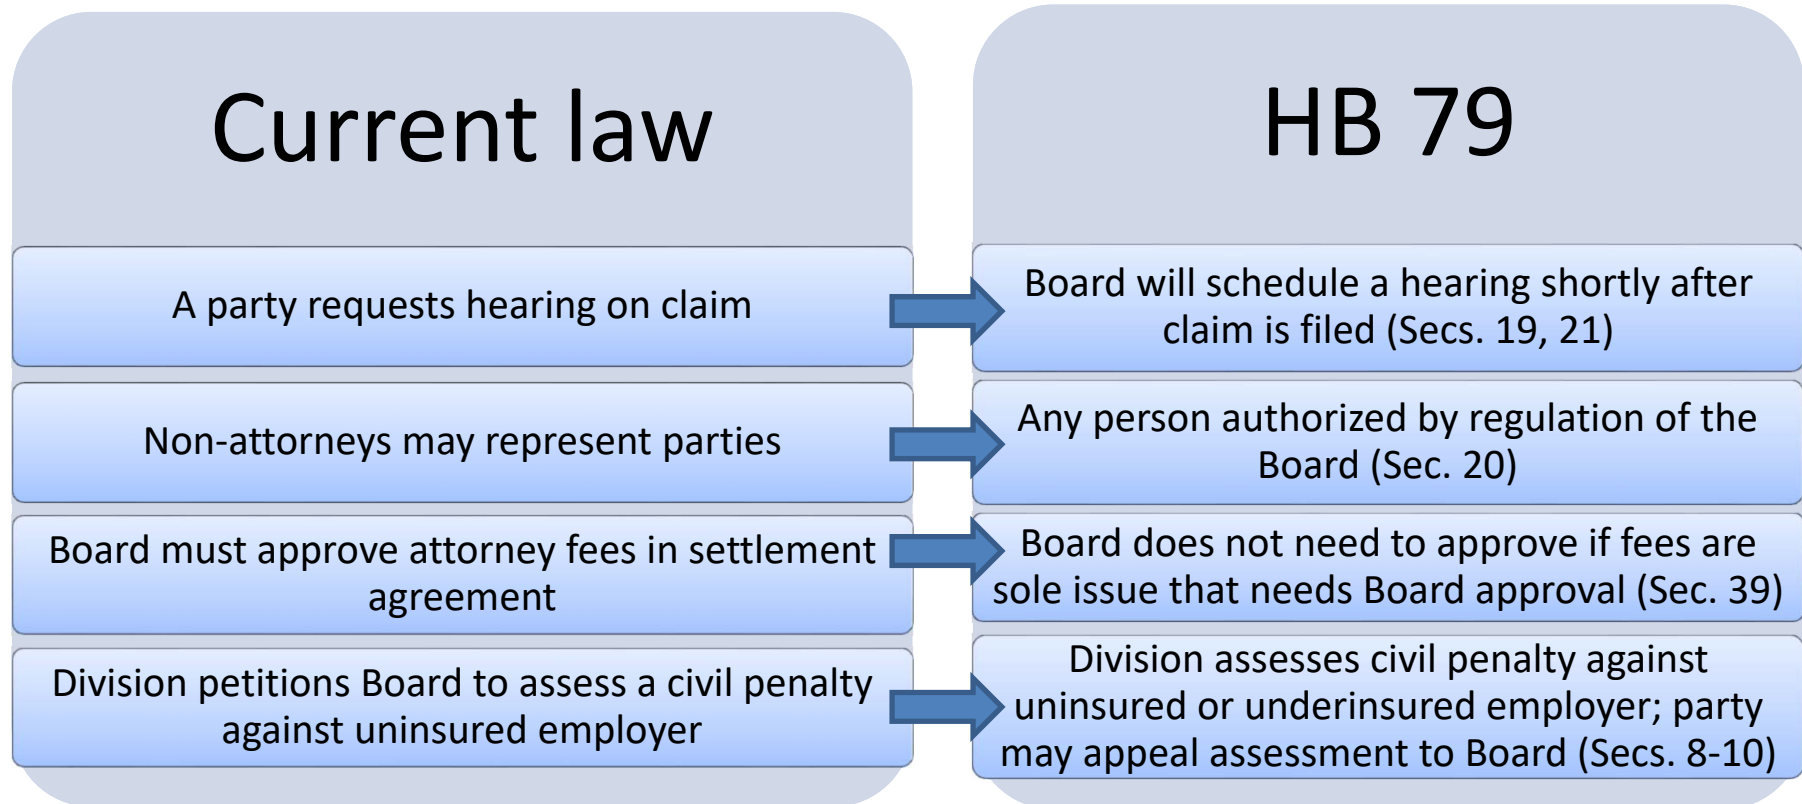 Current law
A party requests hearing on claim
Non-attorneys may represent parties
Board must approve attorney fees in settlement
agreement
Division petitions Board to assess a civil penalty
against uninsured employer
HB 79
Board will schedule a hearing shortly after
claim is filed (Secs. 19, 21)
Any person authorized by regulation of the
Board (Sec. 20)
Board does not need to approve if fees are
sole issue that needs Board approval (Sec. 39)
Division assesses civil penalty against
uninsured or underinsured employer; party
may appeal assessment to Board (Secs. 8-10)